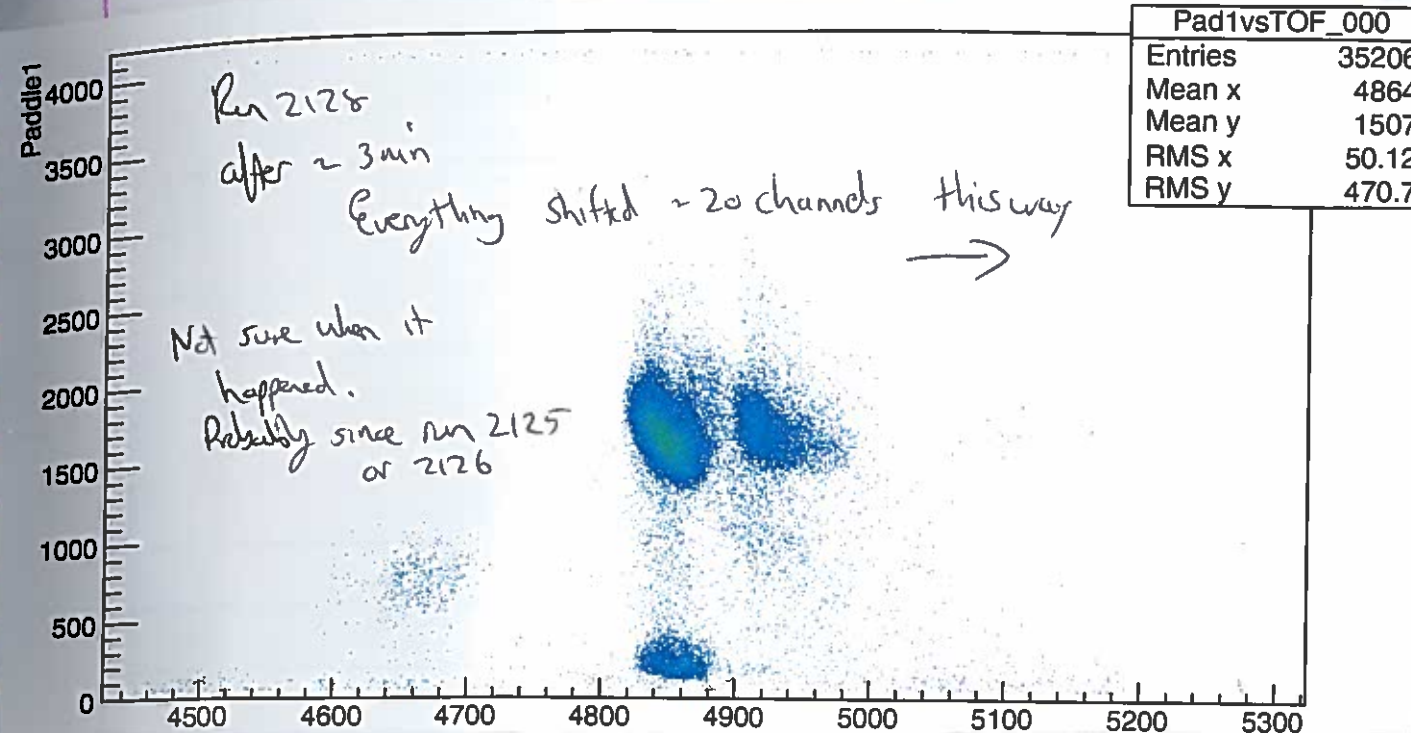 Pad1vsTOF_000
Entries 35206
Mean x 4864
Mean y 1507
RMS x 50.12
RMS y 470.7
Paddle1
4000
3500
3000
2500
2000
1500
1000
500
0
Run 2128
after ~ 3 min
Everything shifted ~20 channels this way
Not sure when it
happened.
Probably since run 2125
or 2126
4500 4600 4700 4800 4900 5000 5100 5200 5300